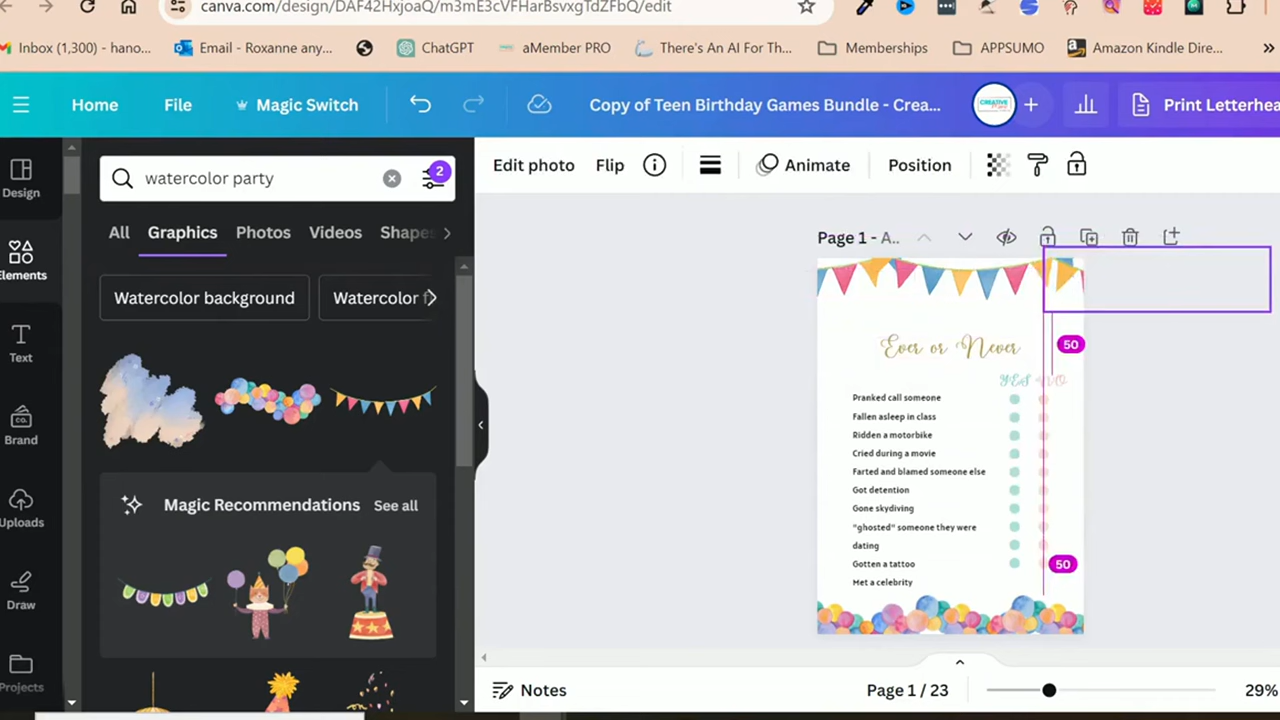 canva.com/design/DAF42HxjoaQ/m3mE3cVFHarBsvxgTdZFbQ/edit
Inbox (1,300) - hano...
Email - Roxanne any...
ChatGPT
aMember PRO
There's An AI For Th...
Memberships
APPSUMO
Amazon Kindle Dire...
»
Home
File
Magic Switch
Copy of Teen Birthday Games Bundle - Crea...
CREATIVE
+
Print Letterhea
Design
Elements
Text
Brand
Uploads
Draw
Projects
watercolor party
2
All
Graphics
Photos
Videos
Shape
Watercolor background
Watercolor f
Magic Recommendations
See all
Edit photo
Flip
Animate
Position
Page 1 - A..
Ever or Never
YES NO
Pranked call someone
Fallen asleep in class
Ridden a motorbike
Cried during a movie
Farted and blamed someone else
Got detention
Gone skydiving
"ghosted" someone they were
dating
Gotten a tattoo
Met a celebrity
50
50
Notes
Page 1 / 23
29%